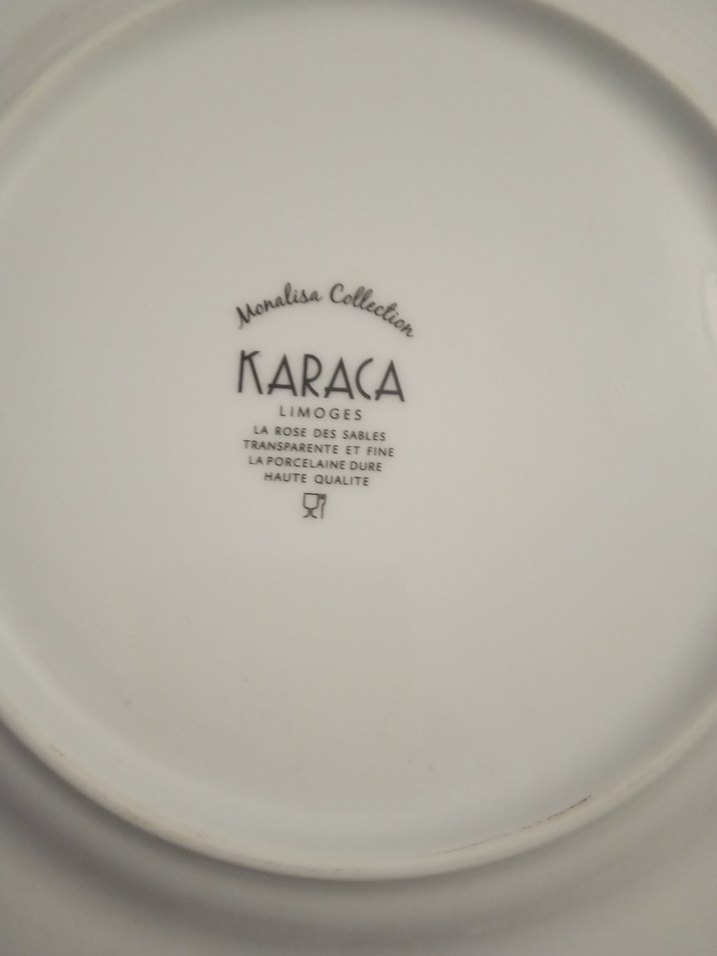 Monalisa Collection
KARACA
LIMOGES
LA ROSE DES SABLES
TRANSPARENTE ET FINE
LA PORCELAINE DURE
HAUTE QUALITE